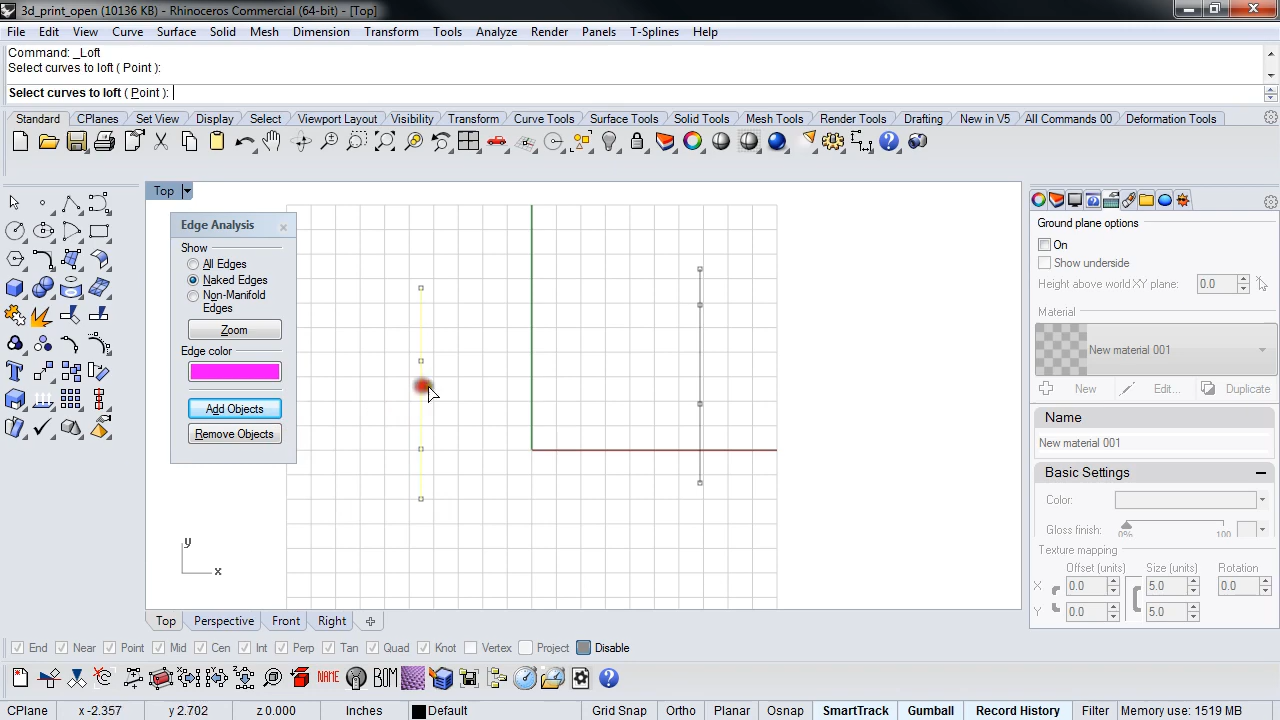 3d_print_open (10136 KB) - Rhinoceros Commercial (64-bit) - [Top]
File Edit View Curve Surface Solid Mesh Dimension Transform Tools Analyze Render Panels T-Splines Help
Command: _Loft
Select curves to loft ( Point ):
Select curves to loft ( Point ):
Standard CPlanes Set View Display Select Viewport Layout Visibility Transform Curve Tools Surface Tools Solid Tools Mesh Tools Render Tools Drafting New in V5 All Commands 00 Deformation Tools
Top
Edge Analysis
Show
All Edges
Naked Edges
Non-Manifold
Edges
Zoom
Edge color
Add Objects
Remove Objects
y
x
Ground plane options
On
Show underside
Height above world XY plane: 0.0
Material
New material 001
New Edit... Duplicate
Name
New material 001
Basic Settings
Color:
Gloss finish:
0% 100
Texture mapping
Offset (units) Size (units) Rotation
X 0.0 5.0 0.0
Y 0.0 5.0
Top Perspective Front Right
End Near Point Mid Cen Int Perp Tan Quad Knot Vertex Project Disable
NAME BOM
CPlane x -2.357 y 2.702 z 0.000 Inches Default Grid Snap Ortho Planar Osnap SmartTrack Gumball Record History Filter Memory use: 1519 MB